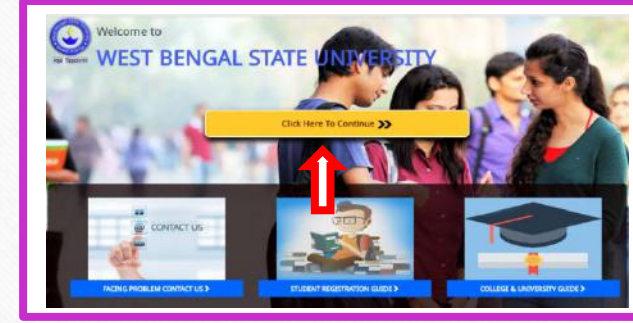 Welcome to
WEST BENGAL STATE UNIVERSITY
Click Here To Continue
CONTACT US
FACING PROBLEM CONTACT US
STUDENT REGISTRATION GUIDE
COLLEGE & UNIVERSITY GUIDE